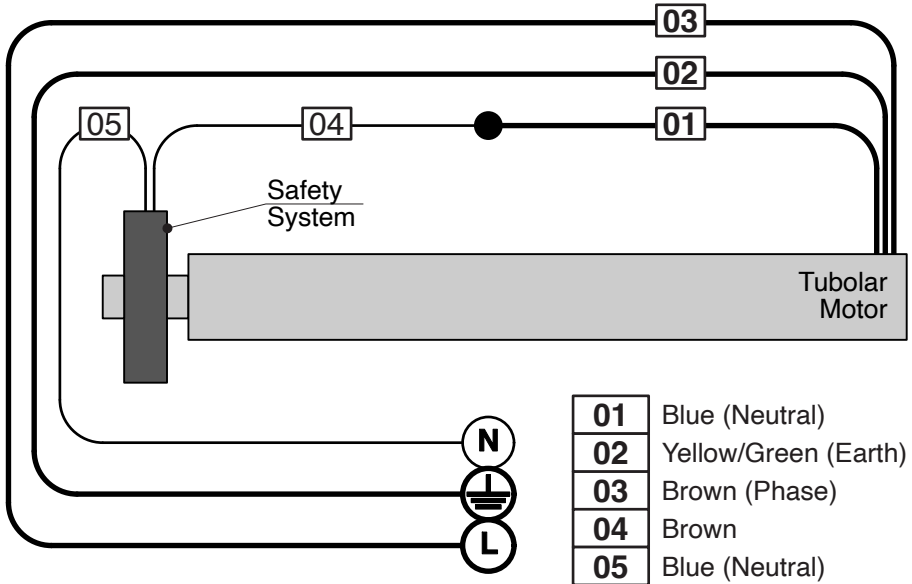 03
02
05
04
01
Safety
System
Tubolar
Motor
N
L
01 Blue (Neutral)
02 Yellow/Green (Earth)
03 Brown (Phase)
04 Brown
05 Blue (Neutral)